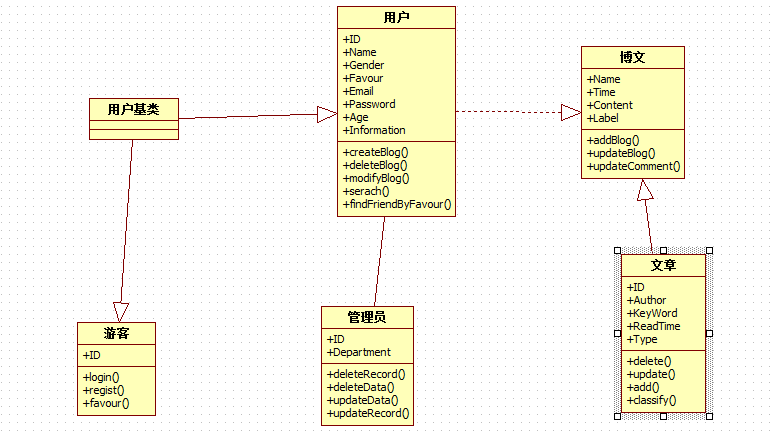 用户
+ID
+Name
+Gender
+Favour
+Email
+Password
+Age
+Information
+createBlog()
+deleteBlog()
+modifyBlog()
+serach()
+findFriendByFavour()
博文
+Name
+Time
+Content
+Label
+addBlog()
+updateBlog()
+updateComment()
用户基类
文章
+ID
+Author
+KeyWord
+ReadTime
+Type
+delete()
+update()
+add()
+classify()
管理员
+ID
+Department
+deleteRecord()
+deleteData()
+updateData()
+updateRecord()
游客
+ID
+login()
+regist()
+favour()